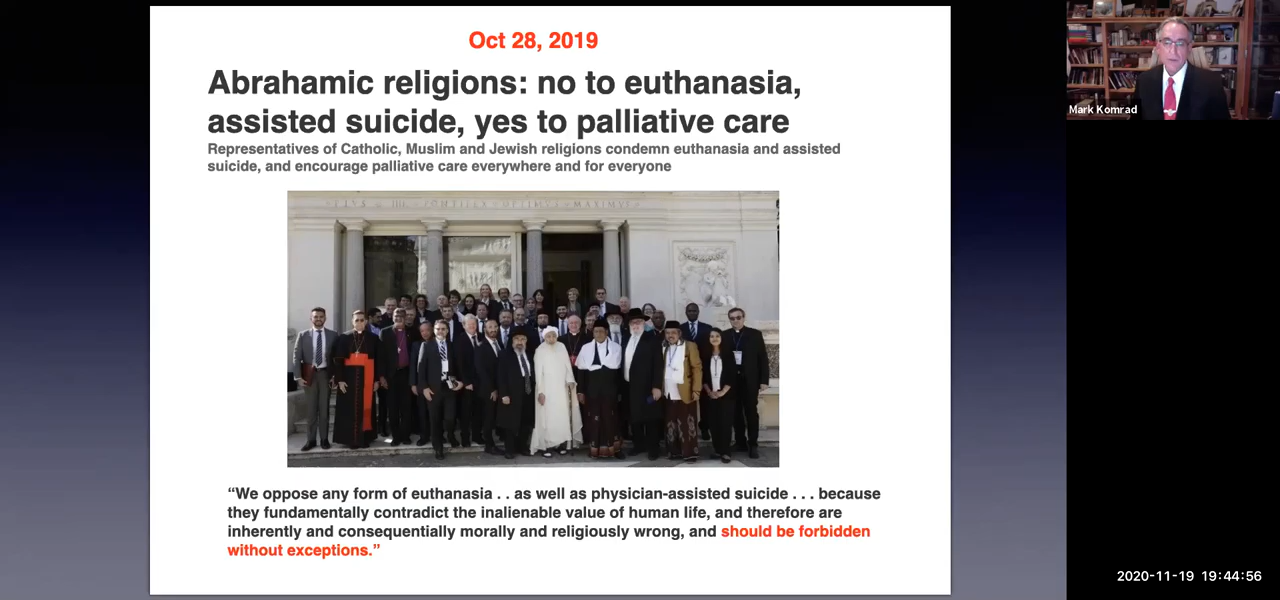 Oct 28, 2019
Abrahamic religions: no to euthanasia,
assisted suicide, yes to palliative care
Representatives of Catholic, Muslim and Jewish religions condemn euthanasia and assisted
suicide, and encourage palliative care everywhere and for everyone
PONTIFEX OPTIMVS MAXIMVS
“We oppose any form of euthanasia . . as well as physician-assisted suicide . . . because
they fundamentally contradict the inalienable value of human life, and therefore are
inherently and consequentially morally and religiously wrong, and should be forbidden
without exceptions.”
Mark Komrad
2020-11-19 19:44:56